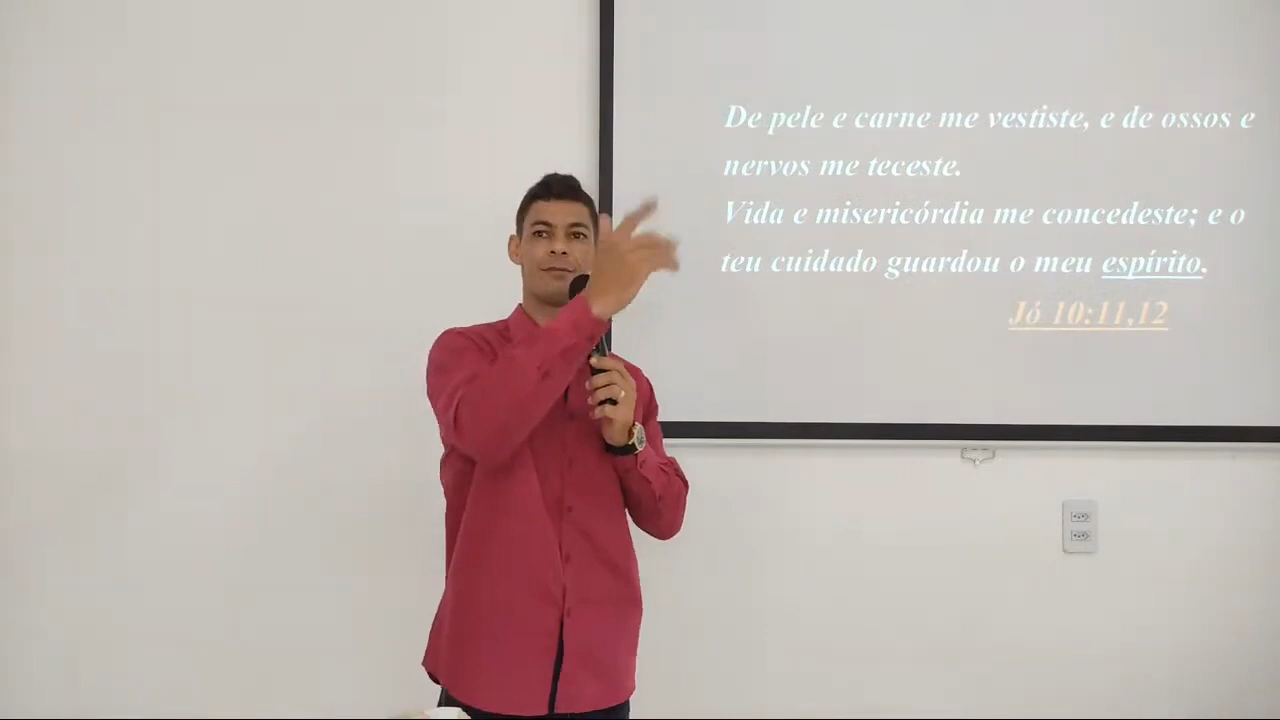 De pele e carne me vestiste, e de ossos e
nervos me teceste.
Vida e misericórdia me concedeste; e o
teu cuidado guardou o meu espírito.
Jó 10:11,12